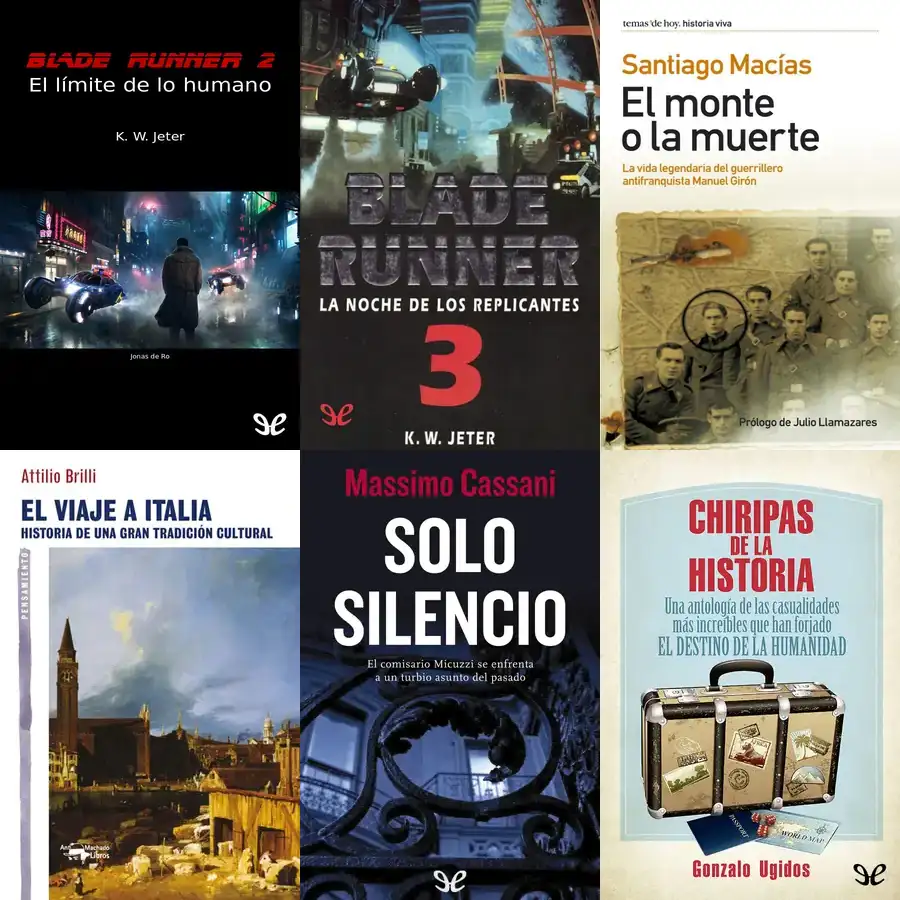 BLADE RUNNER 2
El límite de lo humano
K. W. Jeter
Jonas de Ro
BLADE
RUNNER
LA NOCHE DE LOS REPLICANTES
3
K. W. JETER
temas de hoy. historia viva
Santiago Macías
El monte
o la muerte
La vida legendaria del guerrillero
antifranquista Manuel Girón
Prólogo de Julio Llamazares
Attilio Brilli
EL VIAJE A ITALIA
HISTORIA DE UNA GRAN TRADICIÓN CULTURAL
PENSAMIENTO
Machado
Libros
Massimo Cassani
SOLO
SILENCIO
El comisario Micuzzi se enfrenta
a un turbio asunto del pasado
CHIRIPAS
DE LA
HISTORIA
Una antología de las casualidades
más increíbles que han forjado
EL DESTINO DE LA HUMANIDAD
PASSPORT
WORLD MAP
Gonzalo Ugidos